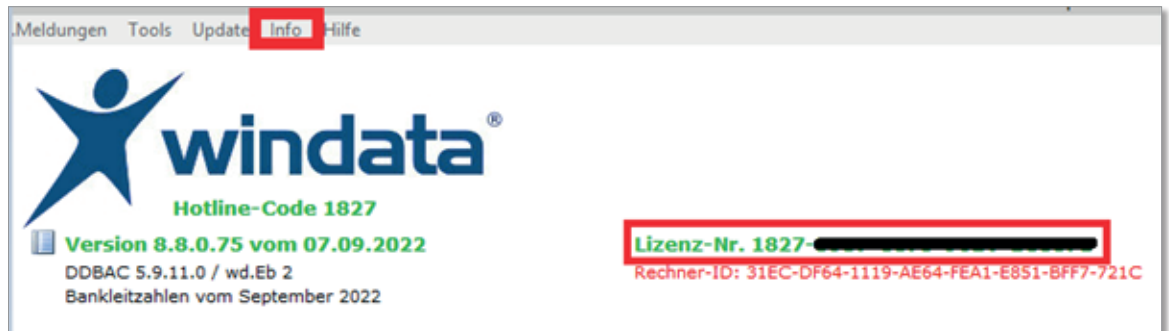 .Meldungen Tools Update Info Hilfe
windata®
Hotline-Code 1827
Version 8.8.0.75 vom 07.09.2022
DDBAC 5.9.11.0 / wd.Eb 2
Bankleitzahlen vom September 2022
Lizenz-Nr. 1827-
Rechner-ID: 31EC-DF64-1119-AE64-FEA1-E851-BFF7-721C